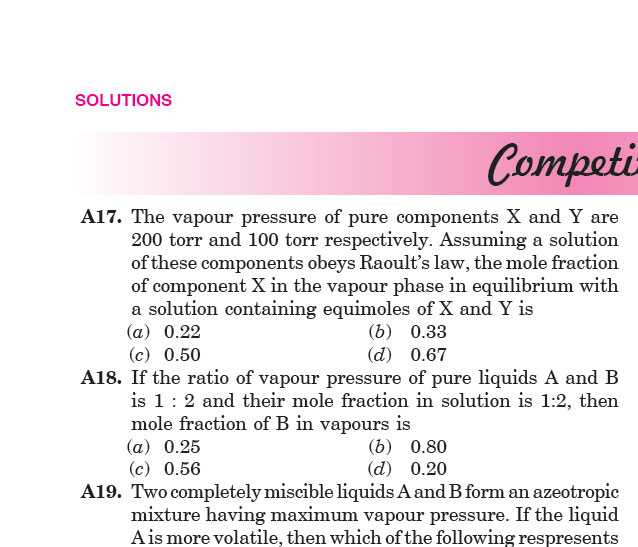 SOLUTIONS
Competi
A17. The vapour pressure of pure components X and Y are
200 torr and 100 torr respectively. Assuming a solution
of these components obeys Raoult's law, the mole fraction
of component X in the vapour phase in equilibrium with
a solution containing equimoles of X and Y is
(a) 0.22 (b) 0.33
(c) 0.50 (d) 0.67
A18. If the ratio of vapour pressure of pure liquids A and B
is 1 : 2 and their mole fraction in solution is 1:2, then
mole fraction of B in vapours is
(a) 0.25 (b) 0.80
(c) 0.56 (d) 0.20
A19. Two completely miscible liquids A and B form an azeotropic
mixture having maximum vapour pressure. If the liquid
A is more volatile, then which of the following respresents